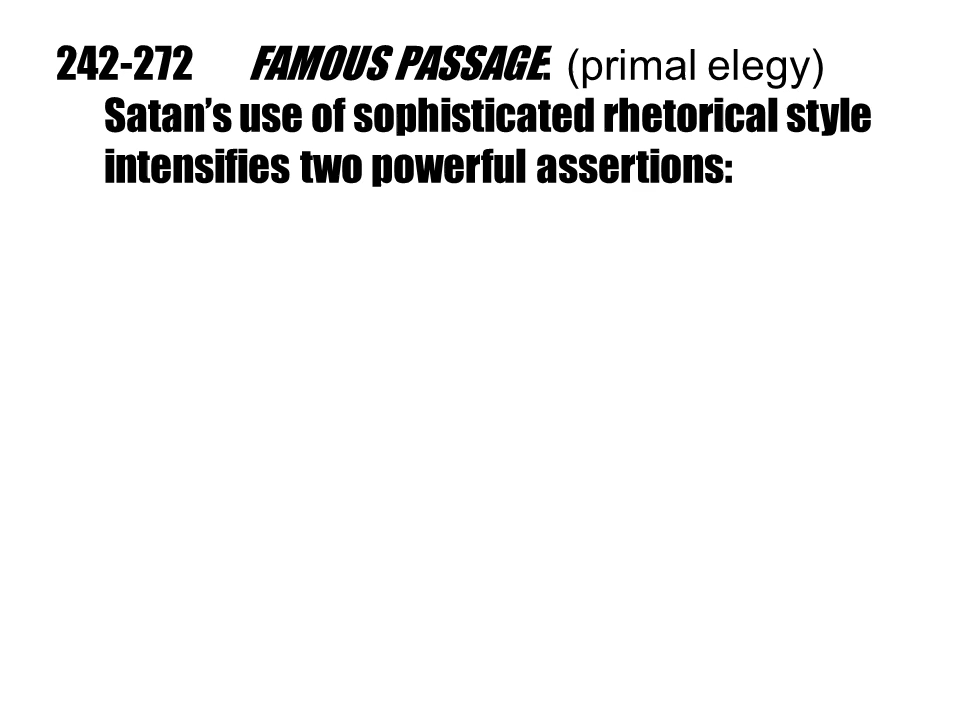 242-272 FAMOUS PASSAGE: (primal elegy)
Satan’s use of sophisticated rhetorical style
intensifies two powerful assertions: